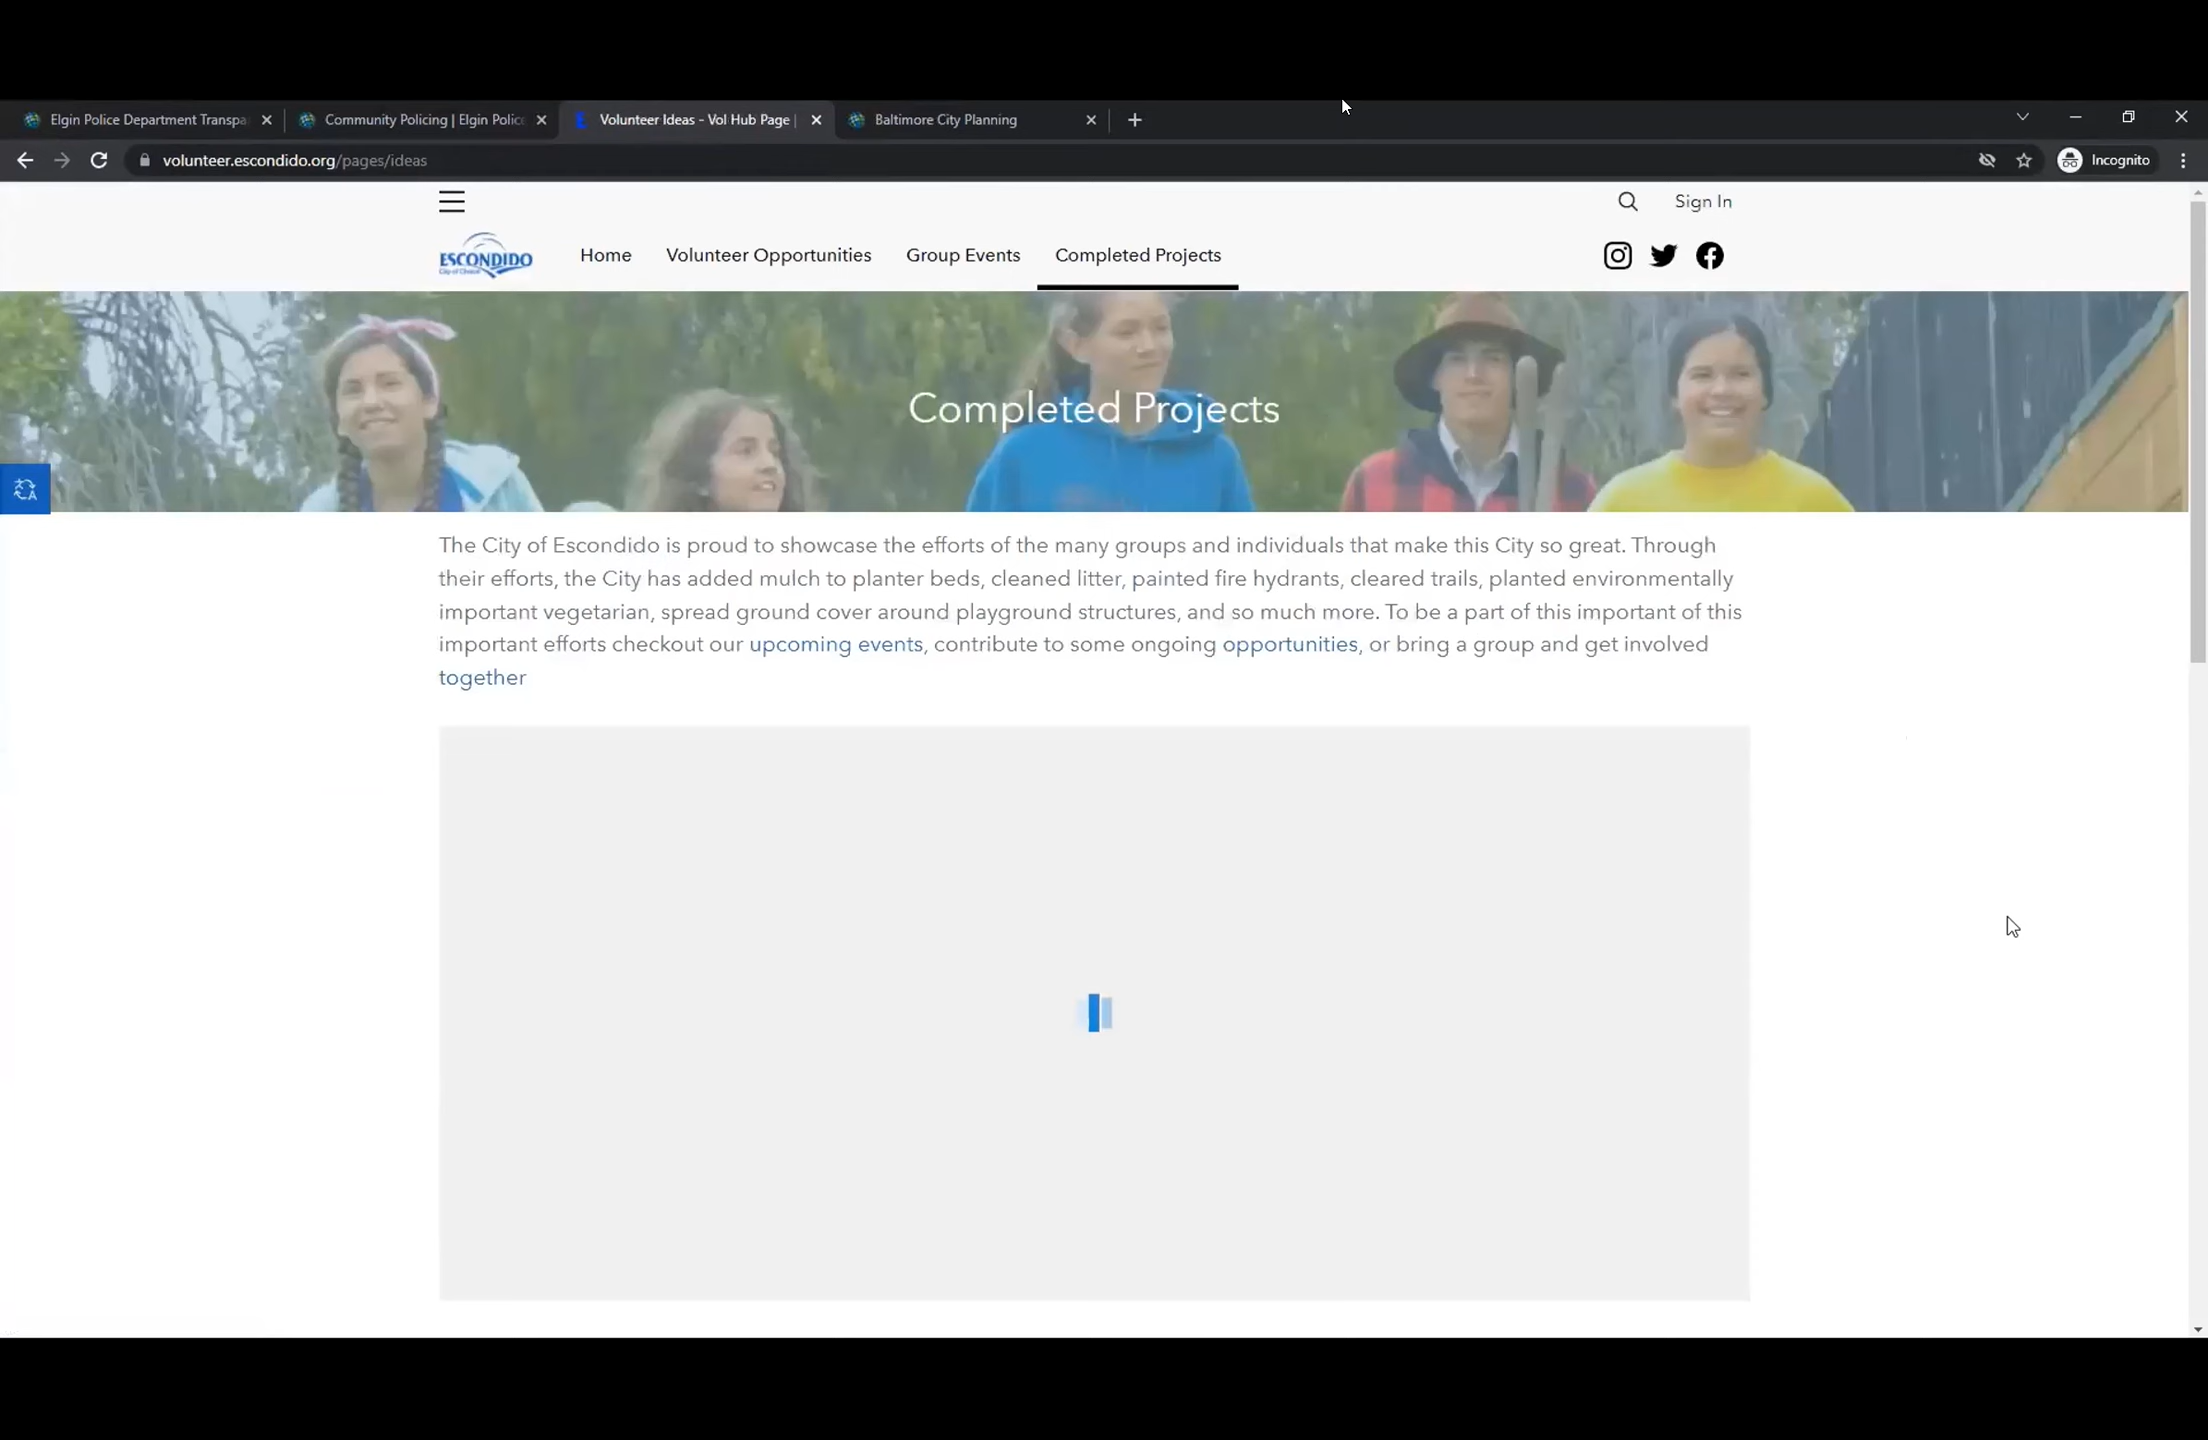 Elgin Police Department Transpa
Community Policing | Elgin Police
Volunteer Ideas - Vol Hub Page |
Baltimore City Planning
volunteer.escondido.org/pages/ideas
Incognito
Sign In
ESCONDIDO
City of Choice
Home
Volunteer Opportunities
Group Events
Completed Projects
Completed Projects
The City of Escondido is proud to showcase the efforts of the many groups and individuals that make this City so great. Through
their efforts, the City has added mulch to planter beds, cleaned litter, painted fire hydrants, cleared trails, planted environmentally
important vegetarian, spread ground cover around playground structures, and so much more. To be a part of this important of this
important efforts checkout our upcoming events, contribute to some ongoing opportunities, or bring a group and get involved
together